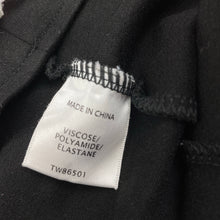 MADE IN CHINA
VISCOSE/
POLYAMIDE/
ELASTANE
TW86501